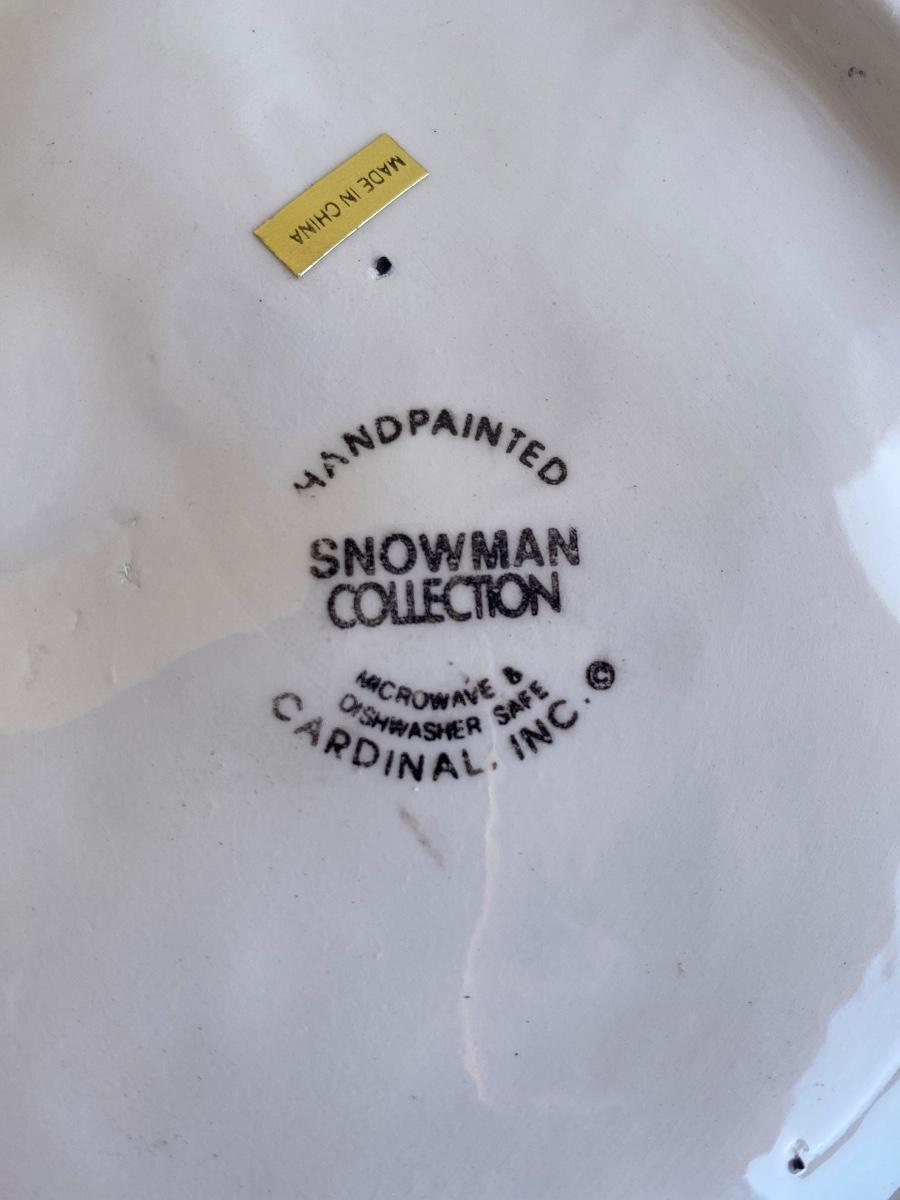 MADE IN CHINA
HANDPAINTED
SNOWMAN
COLLECTION
MICROWAVE &
DISHWASHER SAFE
CARDINAL, INC. ©